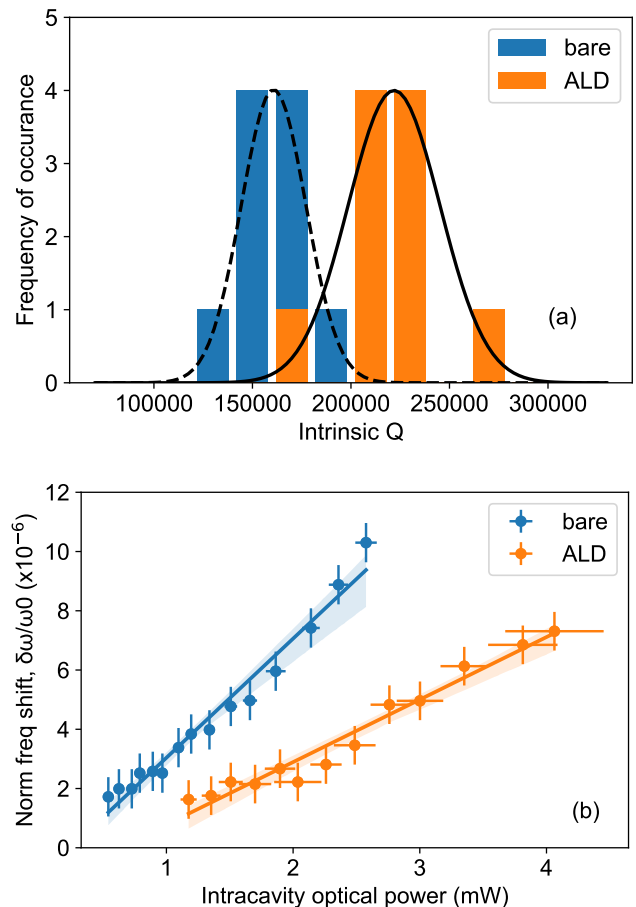 5
4
3
2
1
0
Frequency of occurance
bare
ALD
(a)
100000 150000 200000 250000 300000
Intrinsic Q
12
10
8
6
4
2
0
Norm freq shift, δω/ω0 (x10⁻⁶)
bare
ALD
(b)
1 2 3 4
Intracavity optical power (mW)